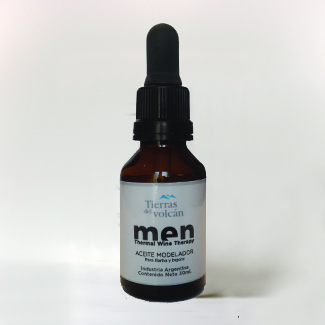 Tierras
del volcán
men
Thermal Wine Therapy
ACEITE MODELADOR
Para Barba y bigote
Industria Argentina
Contenido Neto 30ml.